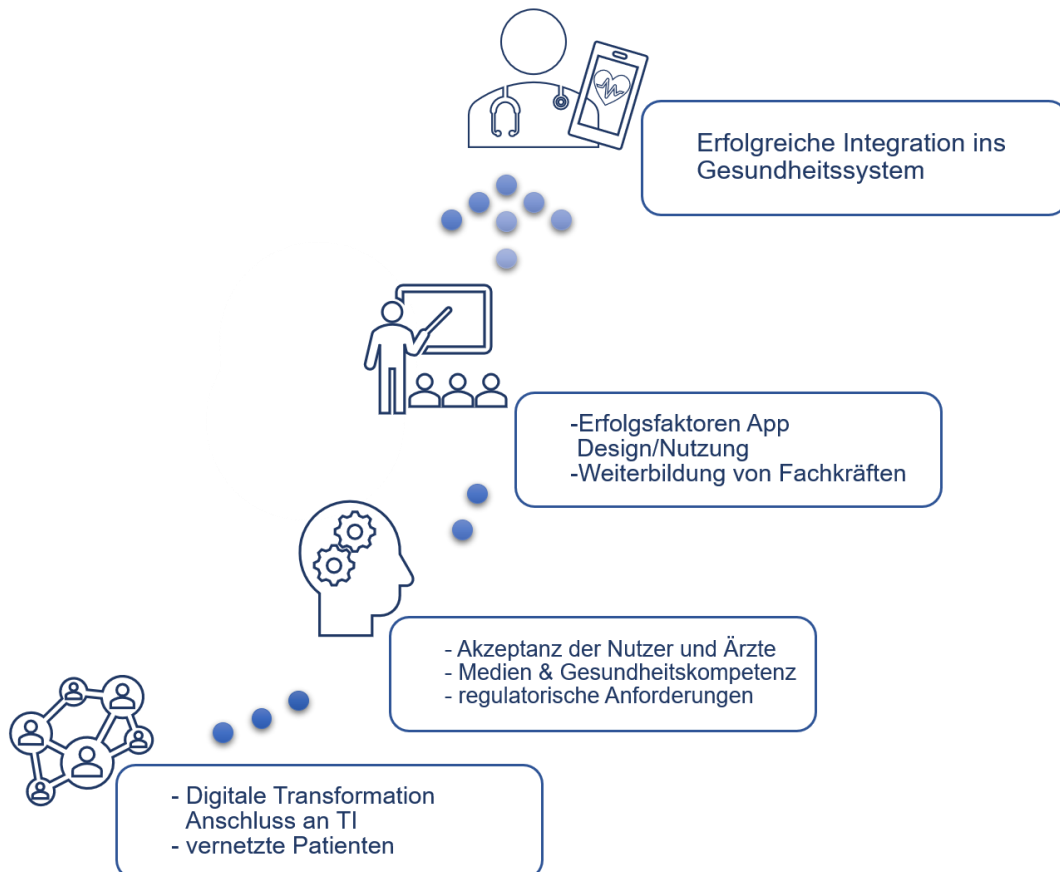 Erfolgreiche Integration ins
Gesundheitssystem
-Erfolgsfaktoren App
Design/Nutzung
-Weiterbildung von Fachkräften
- Akzeptanz der Nutzer und Ärzte
- Medien & Gesundheitskompetenz
- regulatorische Anforderungen
- Digitale Transformation
Anschluss an TI
- vernetzte Patienten